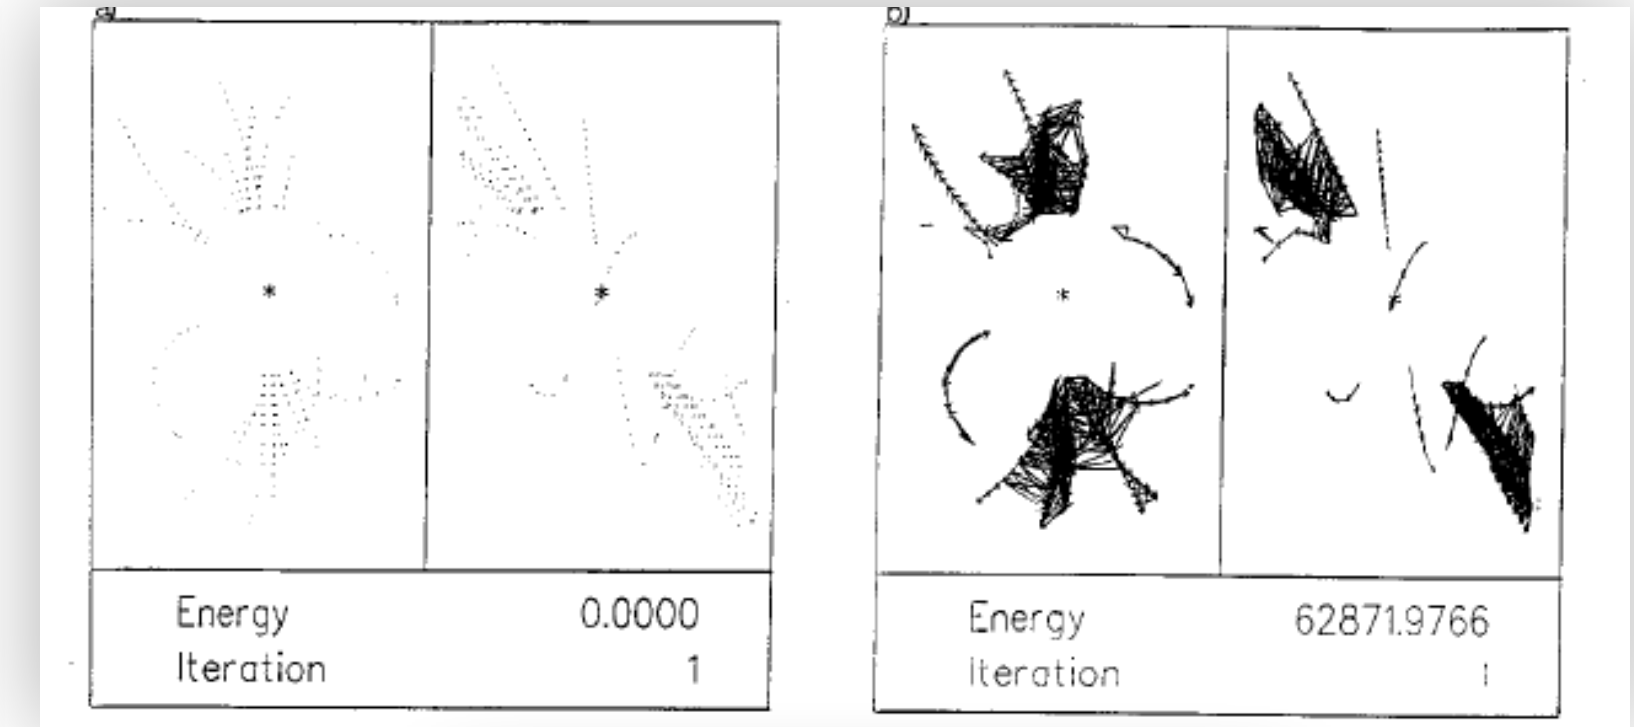 a)
Energy 0.0000
Iteration 1
b)
Energy 62871.9766
Iteration 1